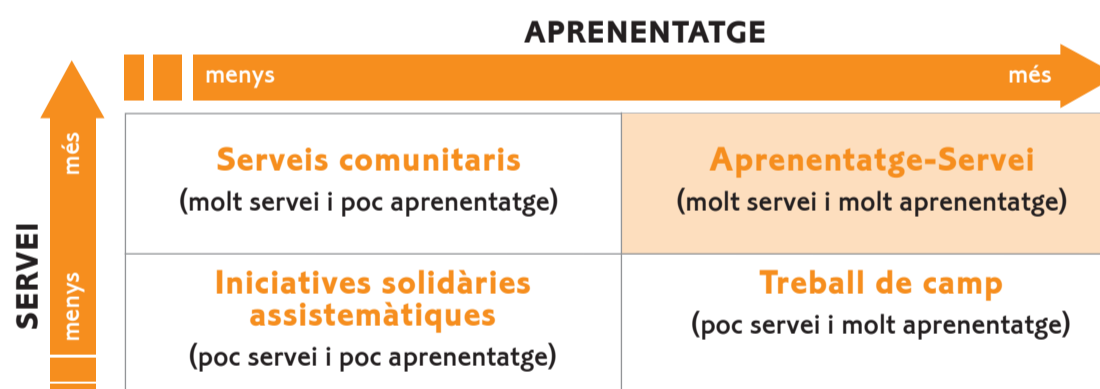 APRENENTATGE
menys
més
SERVEI
més
menys
Serveis comunitaris
(molt servei i poc aprenentatge)
Aprenentatge-Servei
(molt servei i molt aprenentatge)
Iniciatives solidàries
assistemàtiques
(poc servei i poc aprenentatge)
Treball de camp
(poc servei i molt aprenentatge)